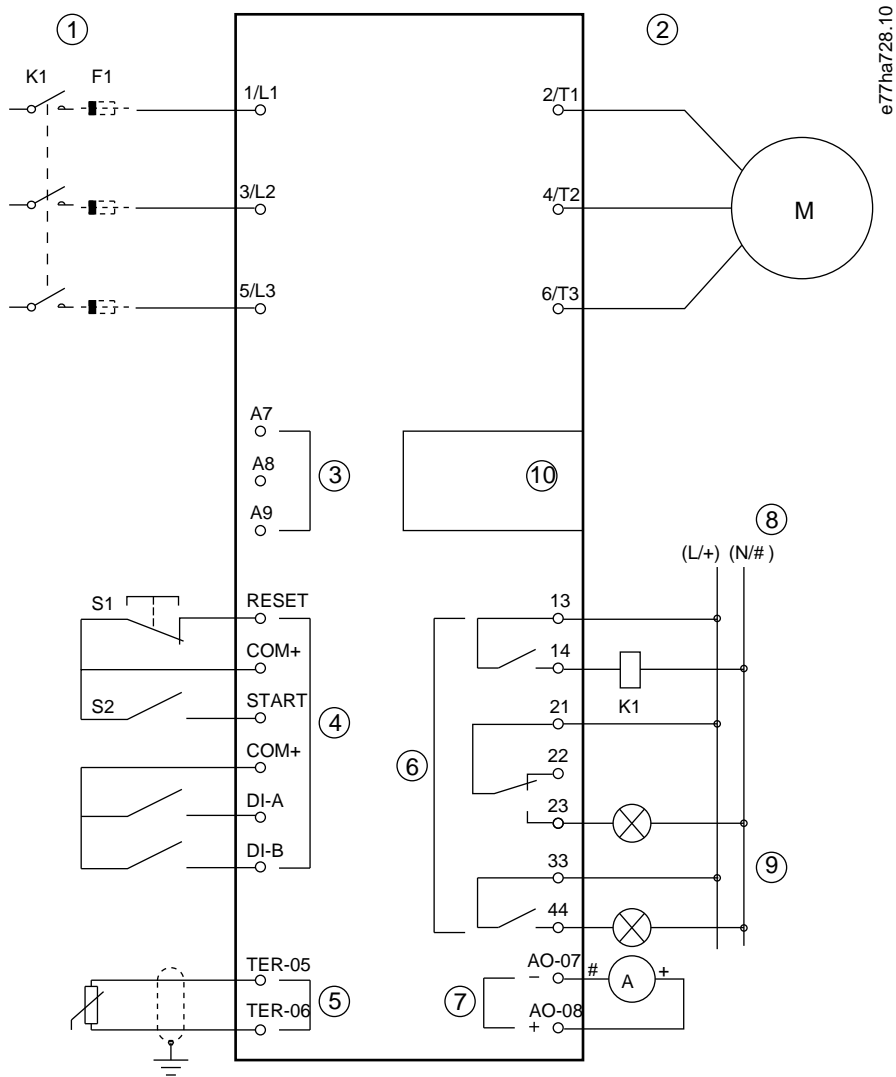 1
2
e77ha728.10
K1
F1
1/L1
2/T1
3/L2
4/T2
M
5/L3
6/T3
A7
A8
A9
3
10
8
(L/+) (N/# )
S1
RESET
13
COM+
14
S2
START
K1
4
21
COM+
6
22
DI-A
23
DI-B
33
9
44
TER-05
AO-07
− # A +
5
7
TER-06
AO-08
+